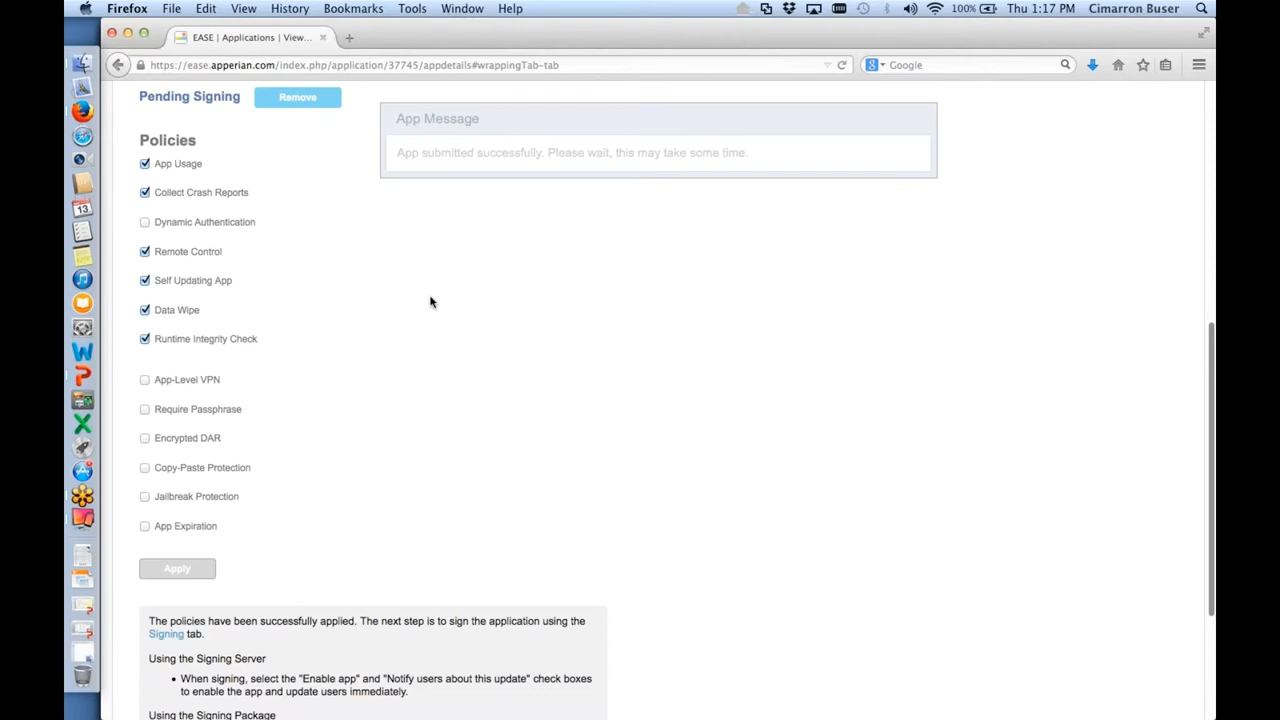 Firefox File Edit View History Bookmarks Tools Window Help 100% Thu 1:17 PM Cimarron Buser
EASE | Applications | View...
https://ease.apperian.com/index.php/application/37745/appdetails#wrappingTab-tab Google
Pending Signing Remove
App Message
App submitted successfully. Please wait, this may take some time.
Policies
App Usage
Collect Crash Reports
Dynamic Authentication
Remote Control
Self Updating App
Data Wipe
Runtime Integrity Check
App-Level VPN
Require Passphrase
Encrypted DAR
Copy-Paste Protection
Jailbreak Protection
App Expiration
Apply
The policies have been successfully applied. The next step is to sign the application using the
Signing tab.
Using the Signing Server
• When signing, select the "Enable app" and "Notify users about this update" check boxes
to enable the app and update users immediately.
Using the Signing Package
13